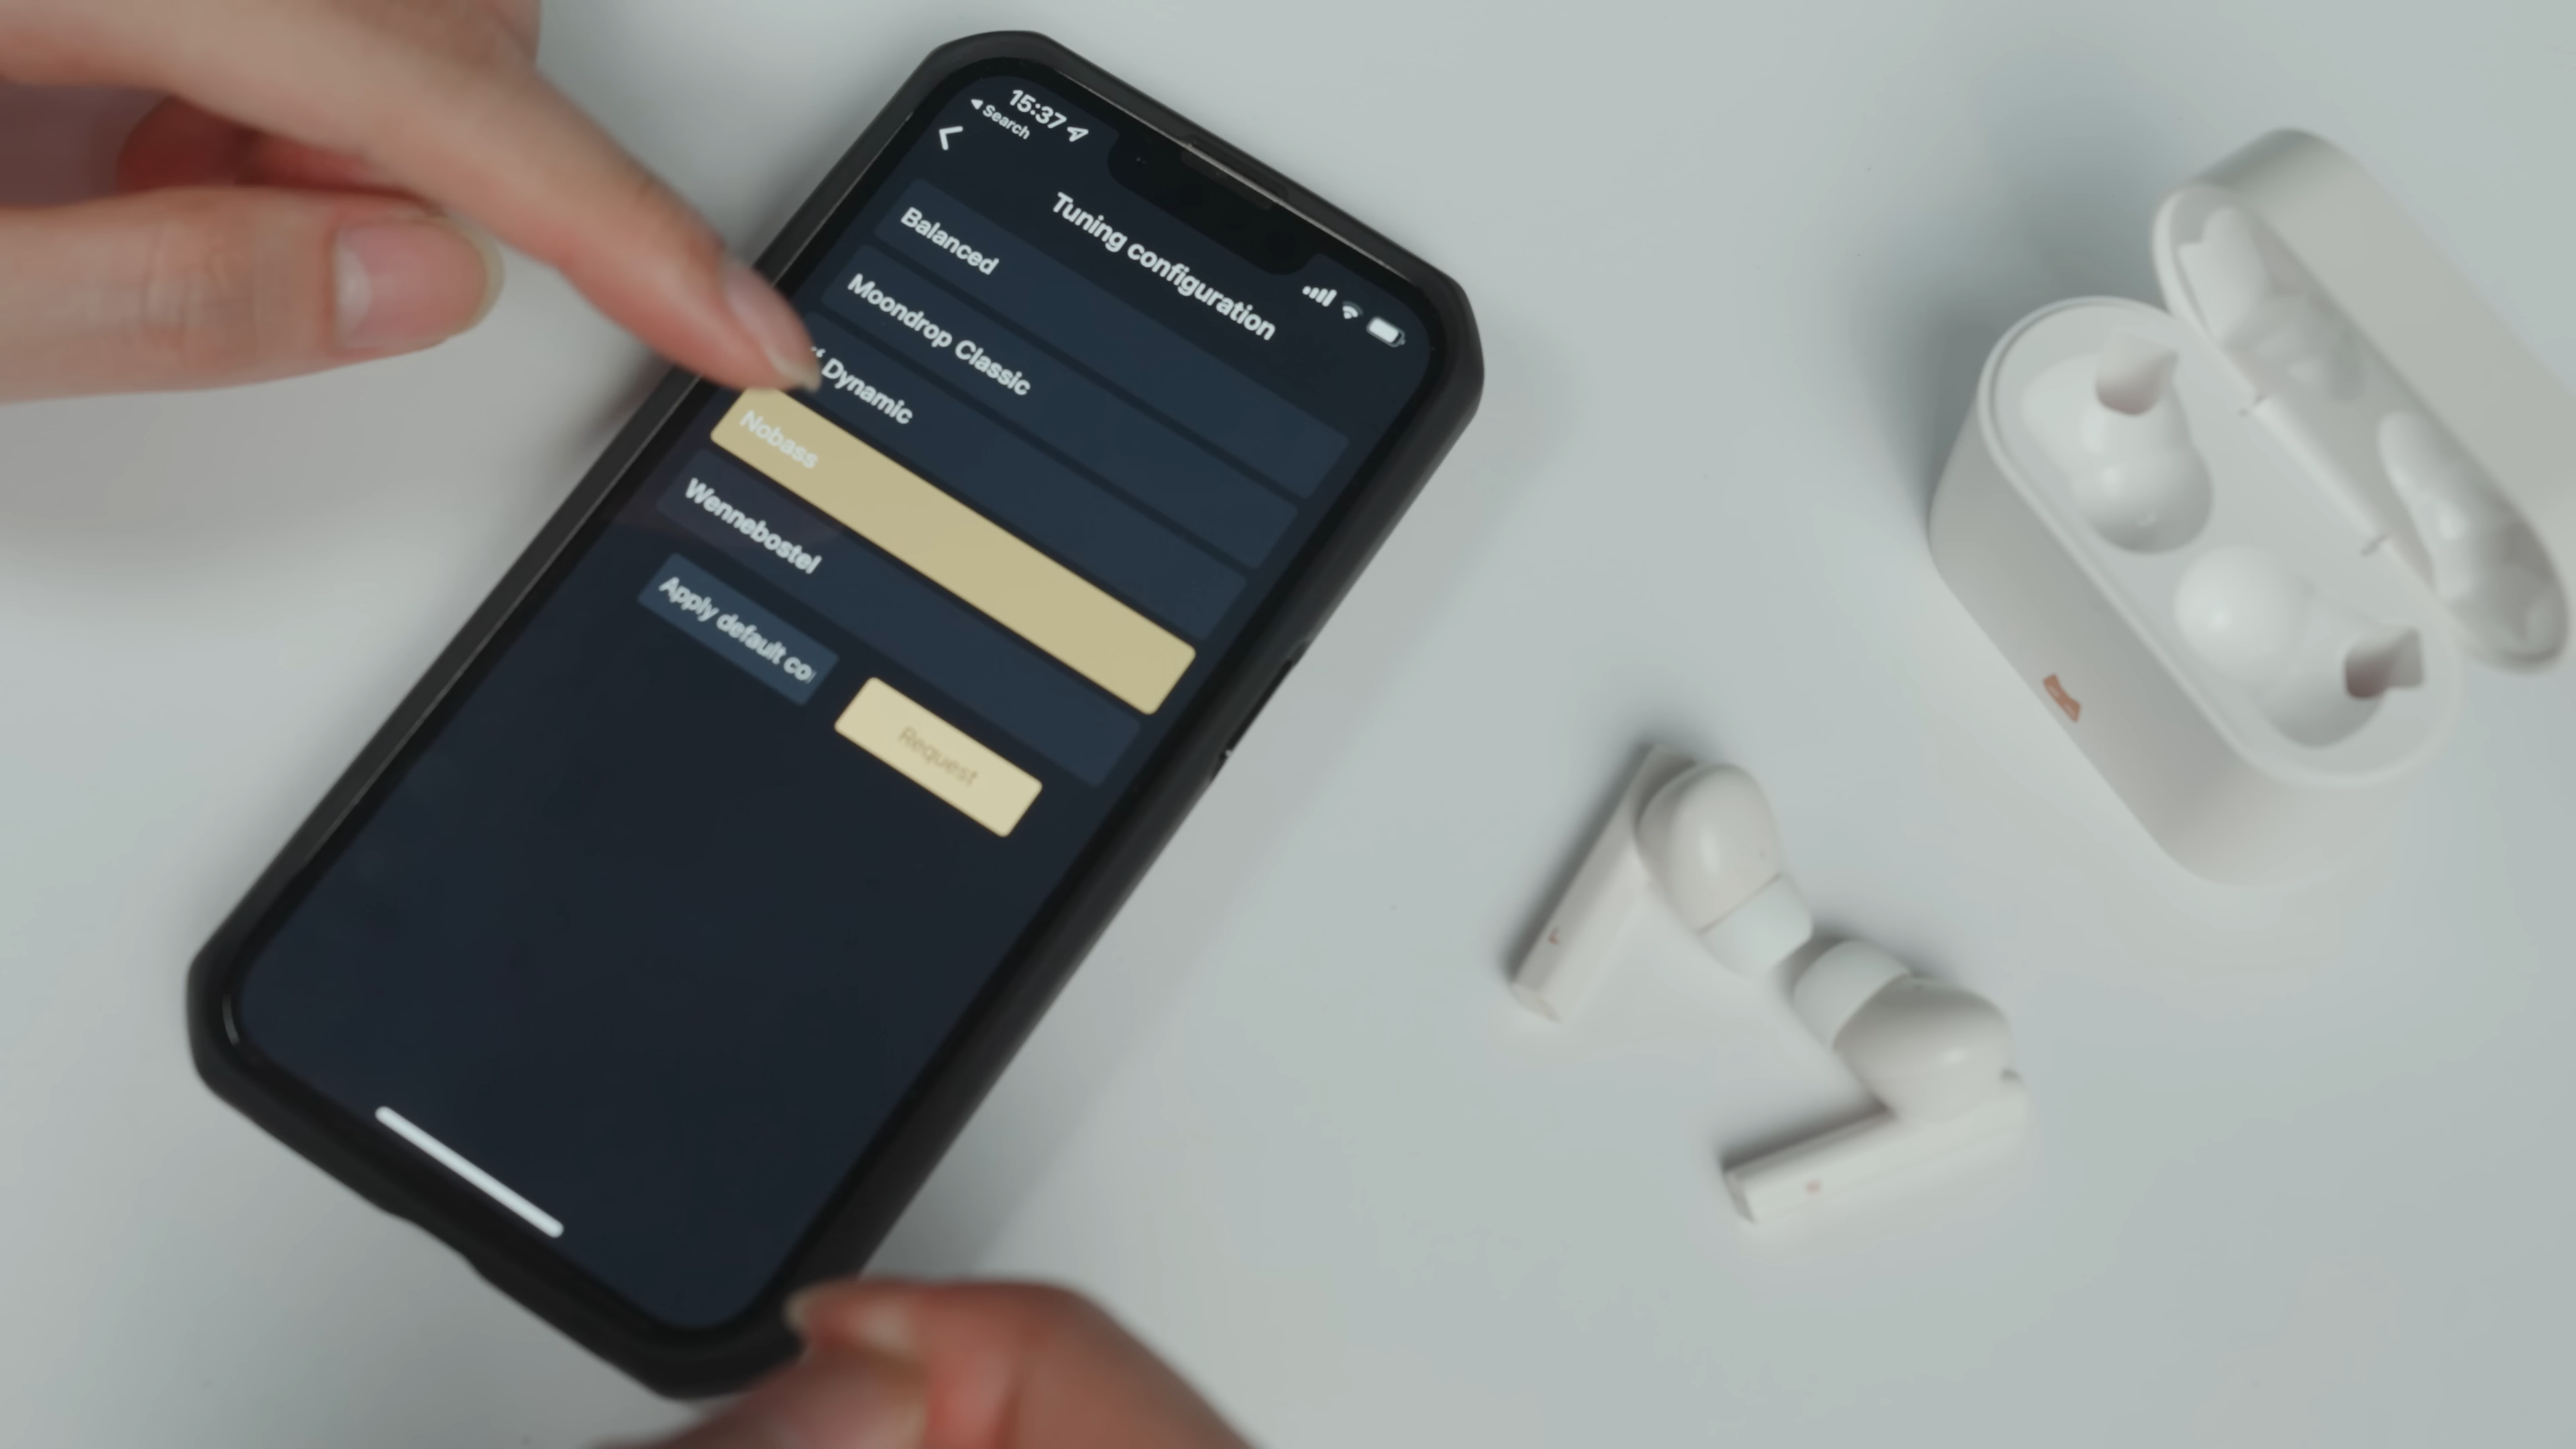 15:37
Search
Tuning configuration
Balanced
Moondrop Classic
Dynamic
Nobass
Wennebostel
Apply default co
Request